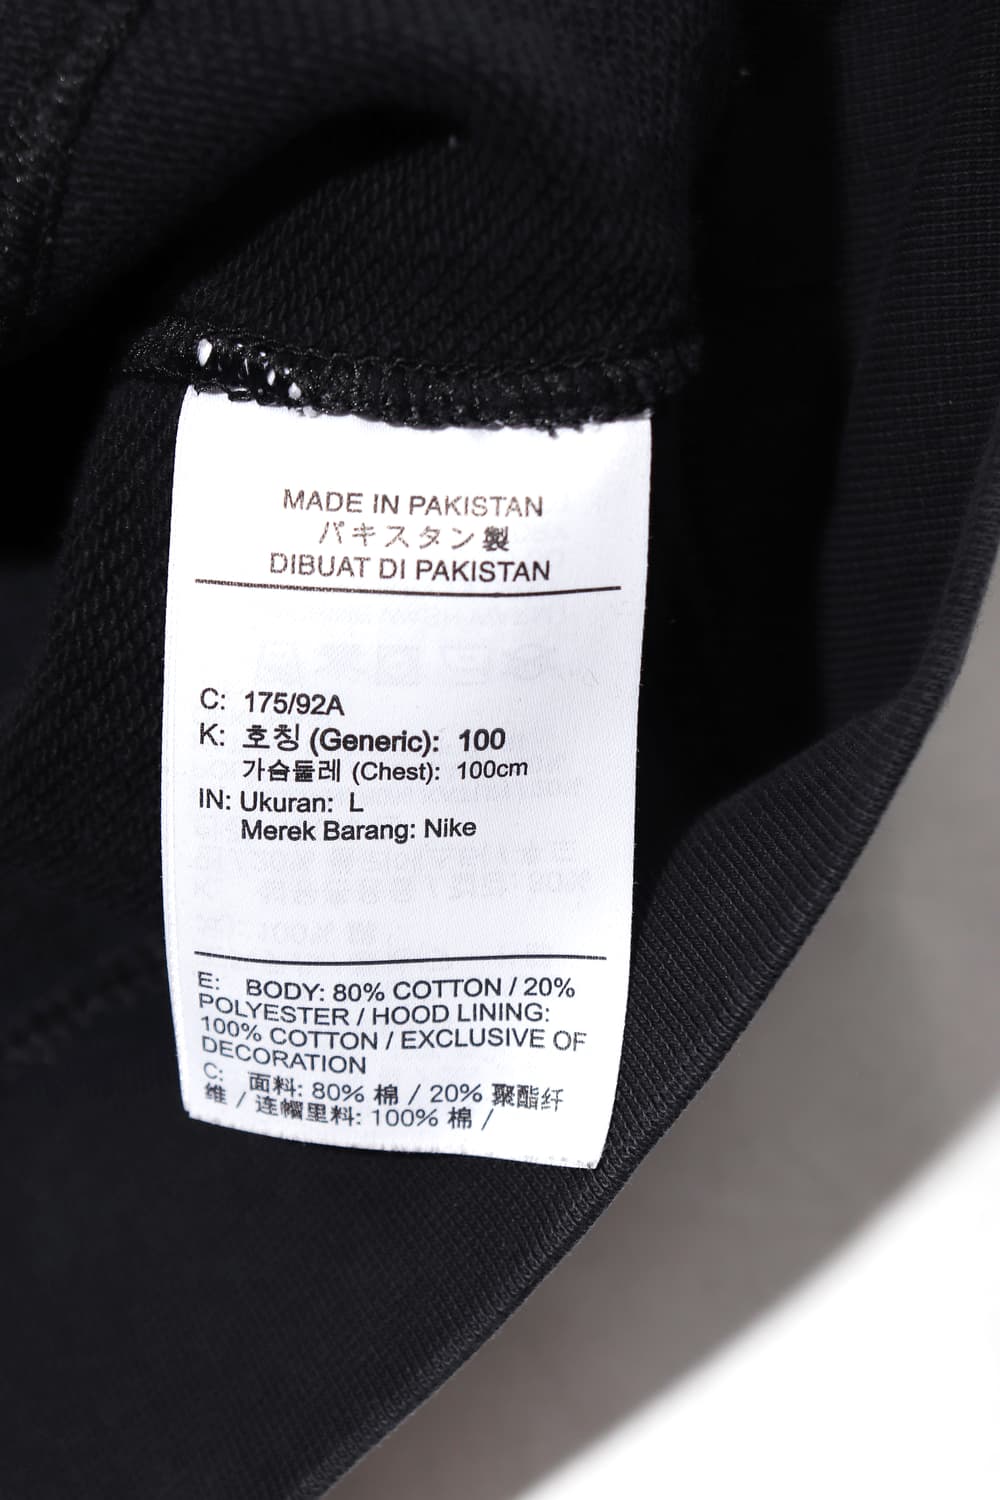 MADE IN PAKISTAN
パキスタン製
DIBUAT DI PAKISTAN
C: 175/92A
K: 호칭 (Generic): 100
가슴둘레 (Chest): 100cm
IN: Ukuran: L
Merek Barang: Nike
E: BODY: 80% COTTON / 20%
POLYESTER / HOOD LINING:
100% COTTON / EXCLUSIVE OF
DECORATION
C: 面料: 80% 棉 / 20% 聚酯纤
维 / 连帽里料: 100% 棉 /